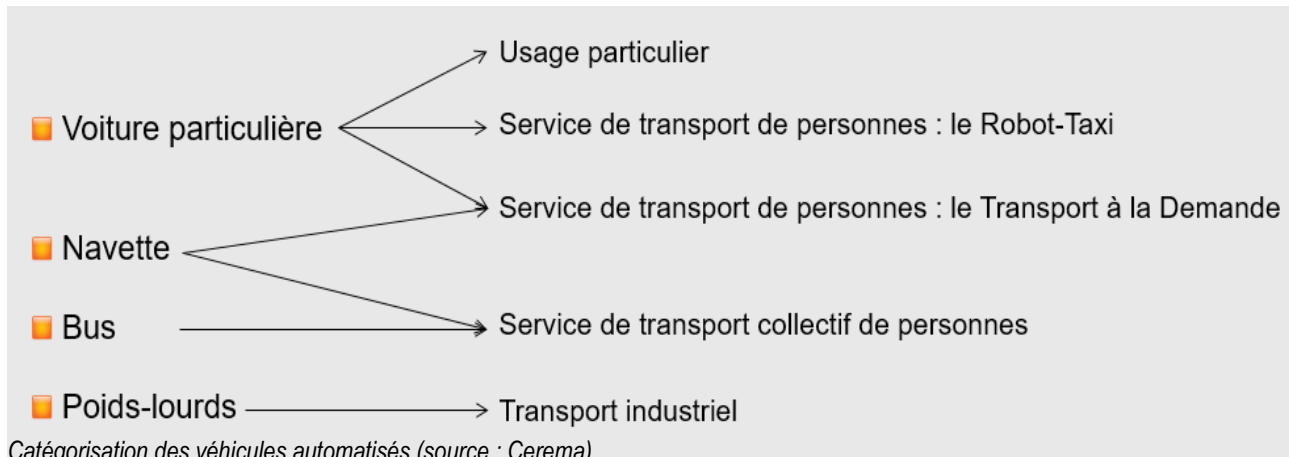 Usage particulier
Voiture particulière
Service de transport de personnes : le Robot-Taxi
Service de transport de personnes : le Transport à la Demande
Navette
Bus
Service de transport collectif de personnes
Poids-lourds
Transport industriel
Catégorisation des véhicules automatisés (source : Cerema)